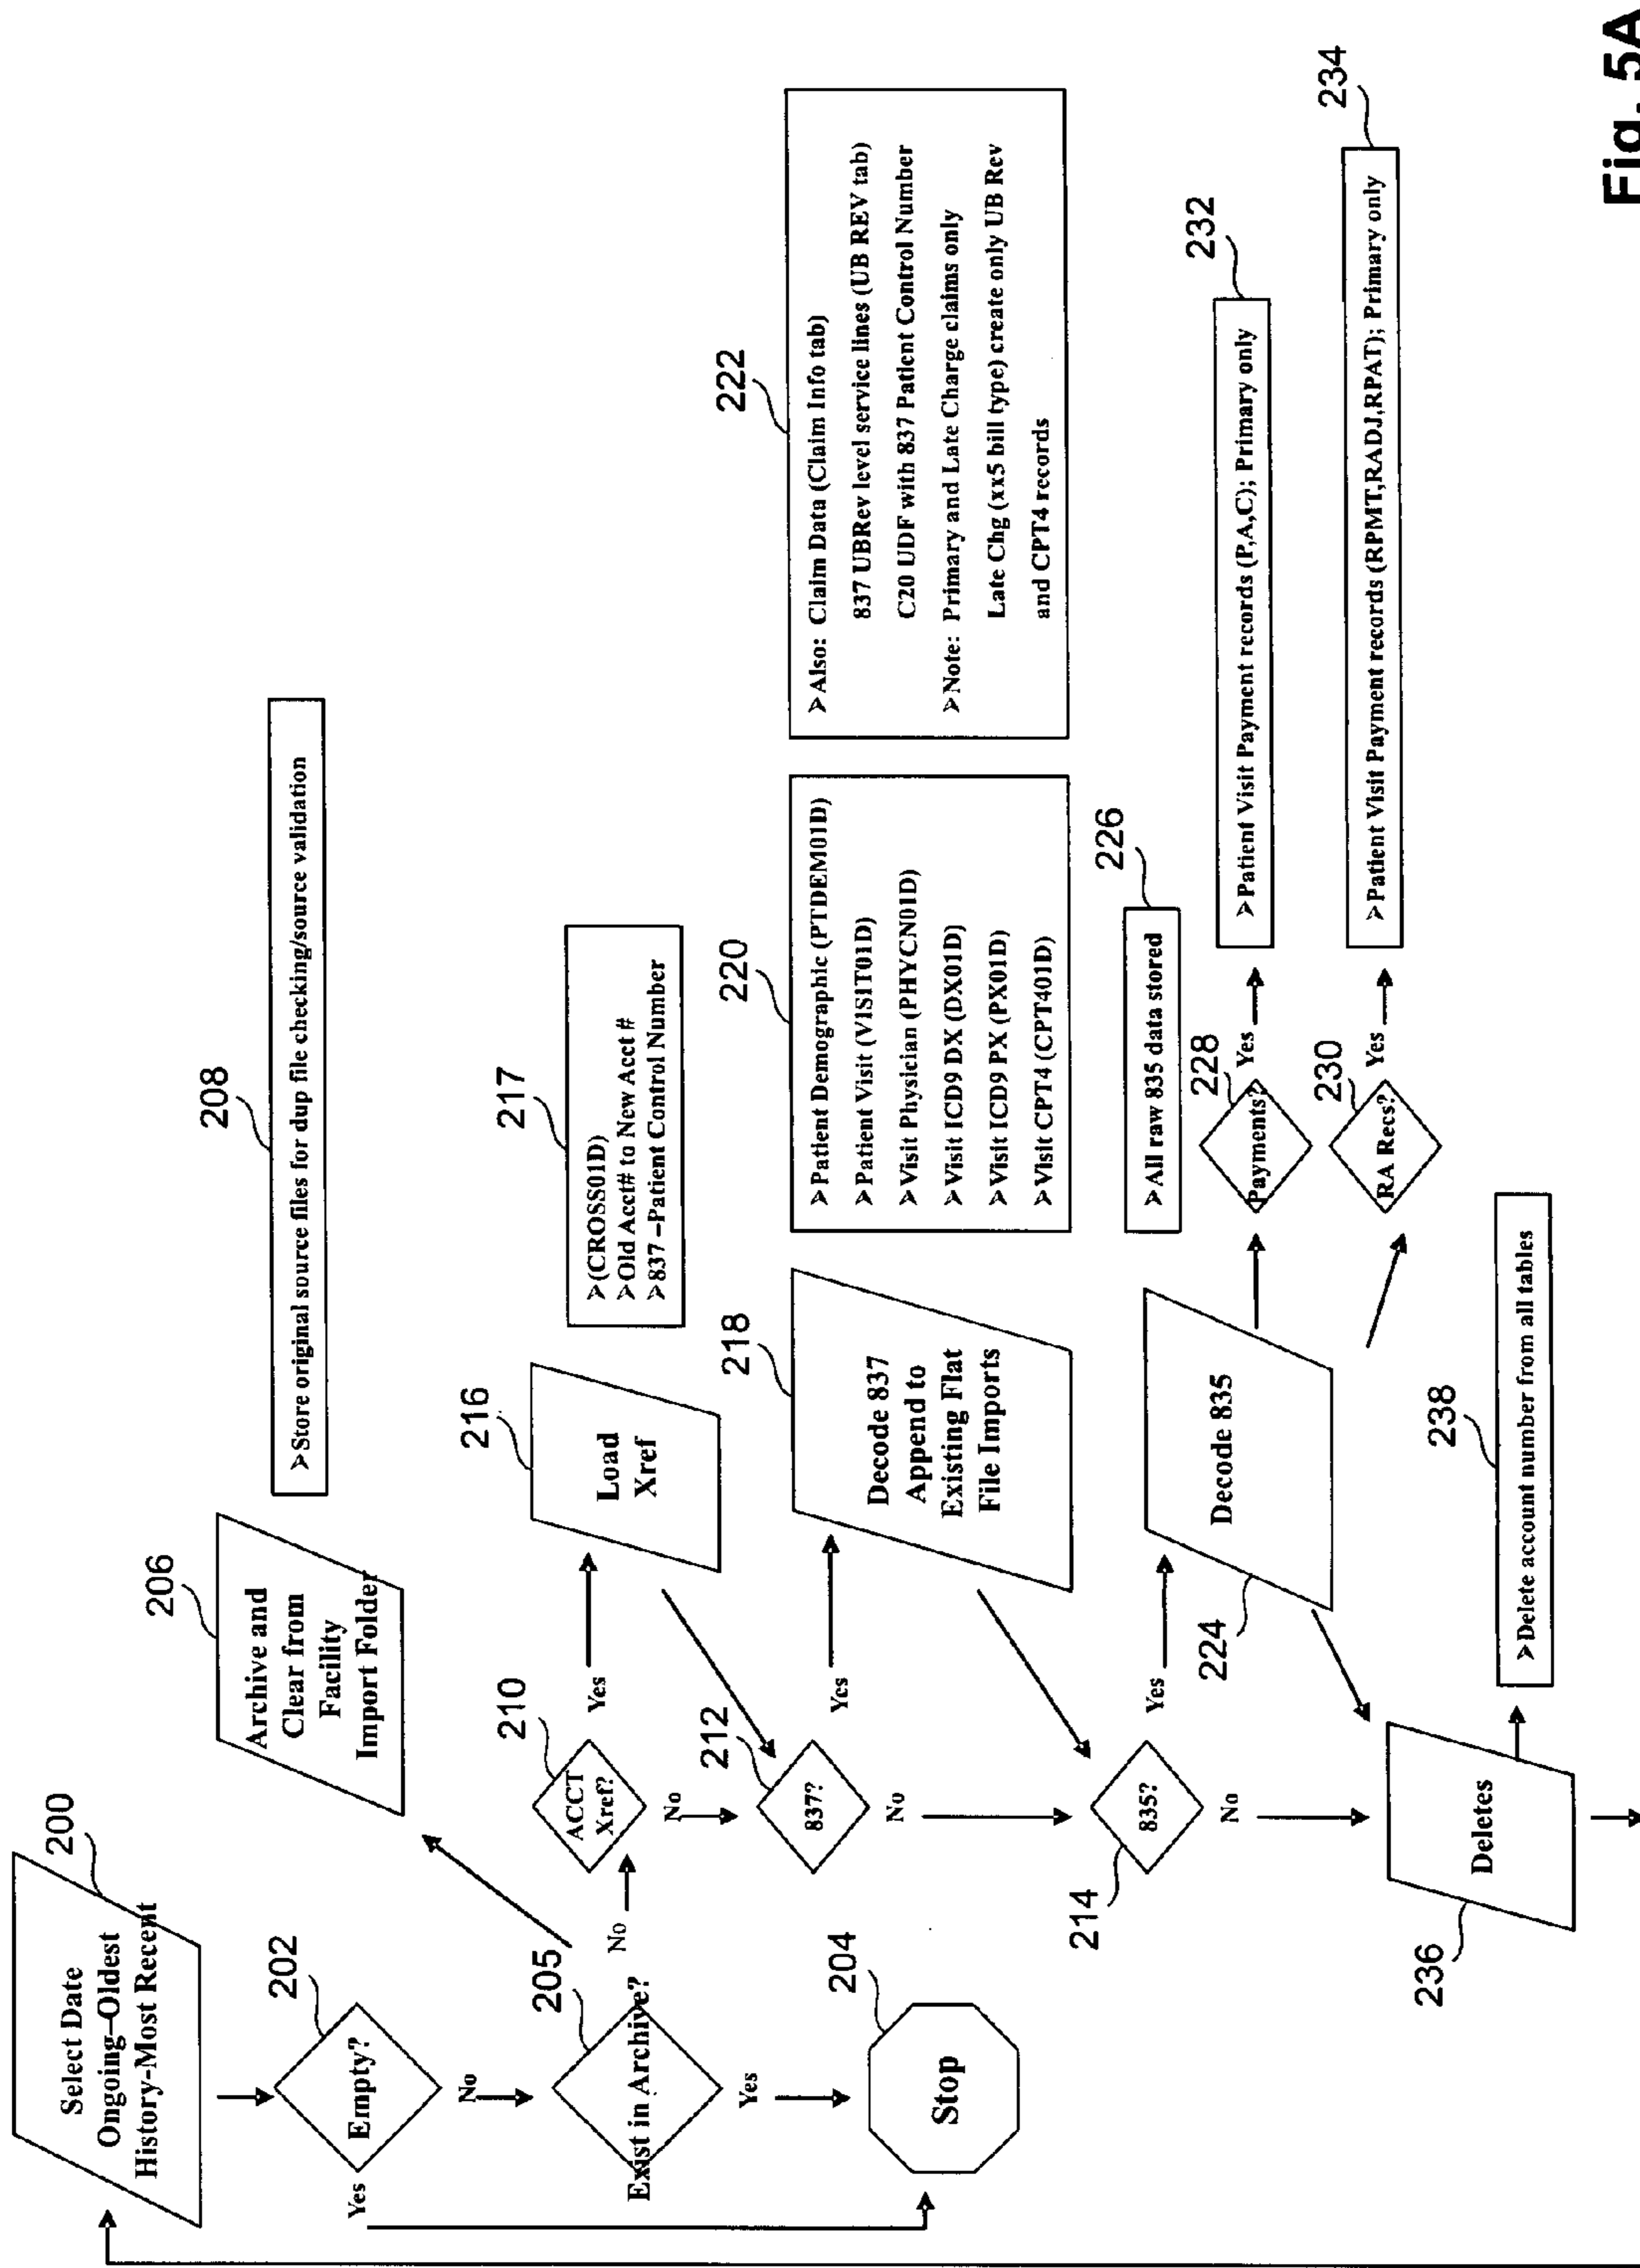 200
Select Date
Ongoing–Oldest
History-Most Recent
202
Empty?
Yes
No
205
Exist in Archive?
No
Yes
204
Stop
206
Archive and
Clear from
Facility
Import Folder
208
➢Store original source files for dup file checking/source validation
210
ACCT
Xref?
Yes
No
216
Load
Xref
217
➢(CROSS01D)
➢Old Acct# to New Acct #
➢837–Patient Control Number
212
837?
Yes
No
218
Decode 837
Append to
Existing Flat
File Imports
220
➢Patient Demographic (PTDEM01D)
➢Patient Visit (VISIT01D)
➢Visit Physician (PHYCN01D)
➢Visit ICD9 DX (DX01D)
➢Visit ICD9 PX (PX01D)
➢Visit CPT4 (CPT401D)
222
➢Also: Claim Data (Claim Info tab)
837 UBRev level service lines (UB REV tab)
C20 UDF with 837 Patient Control Number
➢Note: Primary and Late Charge claims only
Late Chg (xx5 bill type) create only UB Rev
and CPT4 records
214
835?
Yes
No
224
Decode 835
226
➢All raw 835 data stored
228
Payments?
Yes
232
➢Patient Visit Payment records (P,A,C); Primary only
230
RA Recs?
Yes
234
➢Patient Visit Payment records (RPMT,RADJ,RPAT); Primary only
236
Deletes
238
➢Delete account number from all tables
Fig. 5A